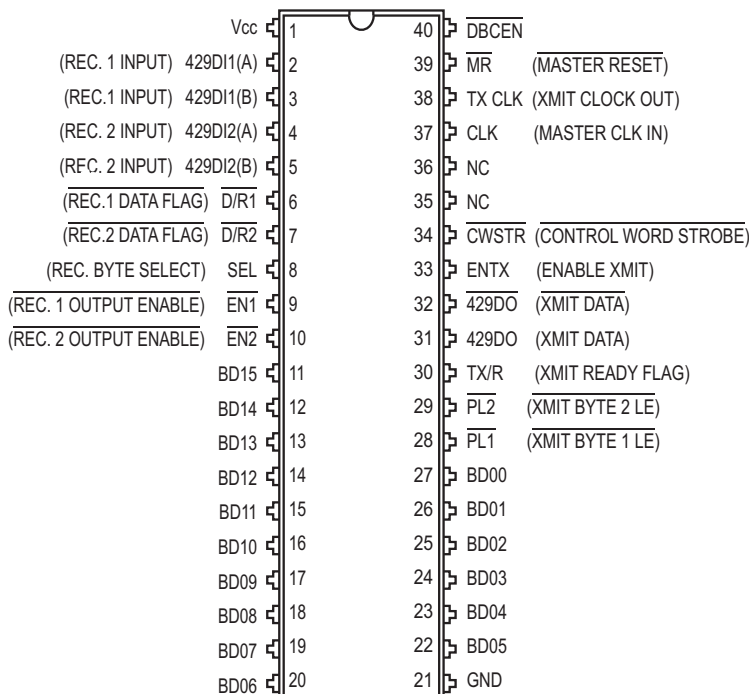 Vcc 1 40 DBCEN
(REC. 1 INPUT) 429DI1(A) 2 39 MR (MASTER RESET)
(REC.1 INPUT) 429DI1(B) 3 38 TX CLK (XMIT CLOCK OUT)
(REC. 2 INPUT) 429DI2(A) 4 37 CLK (MASTER CLK IN)
(REC. 2 INPUT) 429DI2(B) 5 36 NC
(REC.1 DATA FLAG) D/R1 6 35 NC
(REC.2 DATA FLAG) D/R2 7 34 CWSTR (CONTROL WORD STROBE)
(REC. BYTE SELECT) SEL 8 33 ENTX (ENABLE XMIT)
(REC. 1 OUTPUT ENABLE) EN1 9 32 429DO (XMIT DATA)
(REC. 2 OUTPUT ENABLE) EN2 10 31 429DO (XMIT DATA)
BD15 11 30 TX/R (XMIT READY FLAG)
BD14 12 29 PL2 (XMIT BYTE 2 LE)
BD13 13 28 PL1 (XMIT BYTE 1 LE)
BD12 14 27 BD00
BD11 15 26 BD01
BD10 16 25 BD02
BD09 17 24 BD03
BD08 18 23 BD04
BD07 19 22 BD05
BD06 20 21 GND